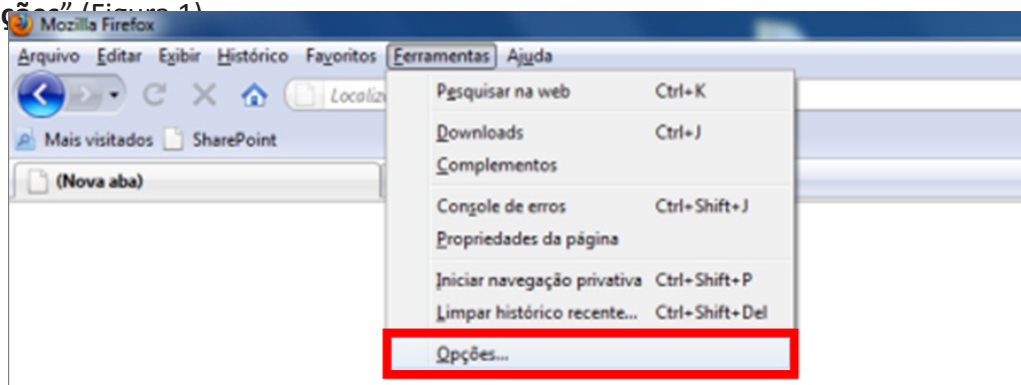 ções" (Figura 1)
Mozilla Firefox
Arquivo Editar Exibir Histórico Favoritos Ferramentas Ajuda
Mais visitados SharePoint
(Nova aba)
Pesquisar na web Ctrl+K
Downloads Ctrl+J
Complementos
Console de erros Ctrl+Shift+J
Propriedades da página
Iniciar navegação privativa Ctrl+Shift+P
Limpar histórico recente... Ctrl+Shift+Del
Opções...